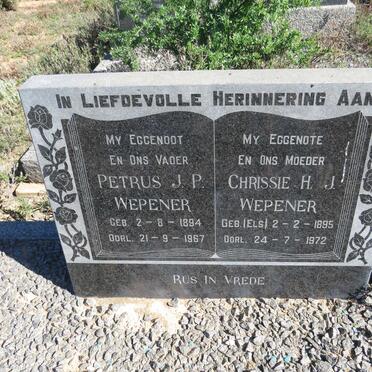 In Liefdevolle Herinnering Aan
My Eggenoot
en Ons Vader
Petrus J. P.
Wepener
Geb. 2-8-1894
Oorl. 21-9-1967
My Eggenote
en Ons Moeder
Chrissie H. J.
Wepener
Geb. (Els) 2-2-1895
Oorl. 24-7-1972
Rus in Vrede